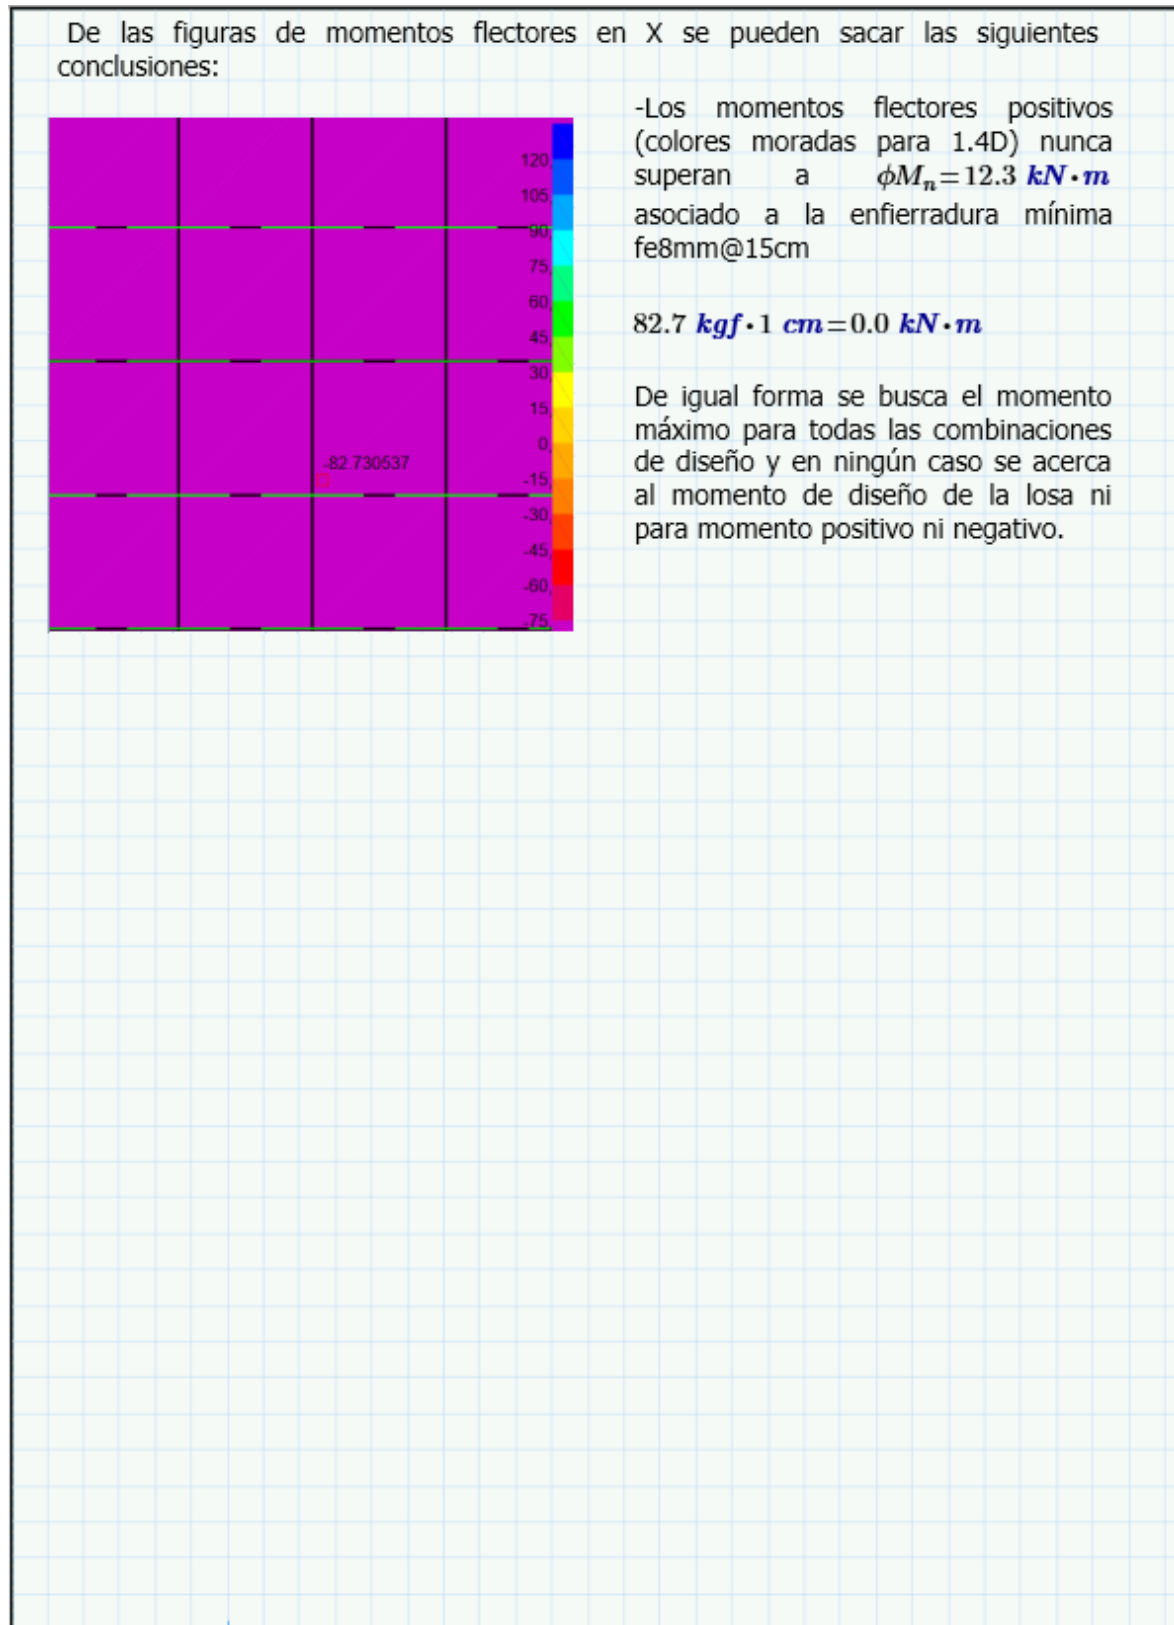 De las figuras de momentos flectores en X se pueden sacar las siguientes
conclusiones:
-Los momentos flectores positivos
(colores moradas para 1.4D) nunca
superan a ϕMₙ=12.3 kN·m
asociado a la enfierradura mínima
fe8mm@15cm
82.7 kgf·1 cm=0.0 kN·m
De igual forma se busca el momento
máximo para todas las combinaciones
de diseño y en ningún caso se acerca
al momento de diseño de la losa ni
para momento positivo ni negativo.
120,
105,
90,
75,
60,
45,
30,
15,
0,
-15,
-30,
-45,
-60,
-75,
-82.730537